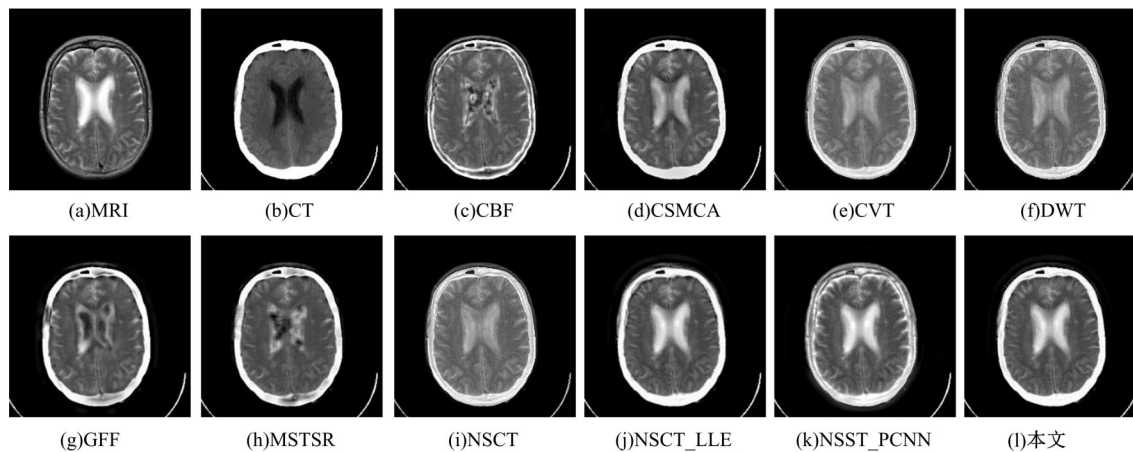 (a)MRI (b)CT (c)CBF (d)CSMCA (e)CVT (f)DWT
(g)GFF (h)MSTSR (i)NSCT (j)NSCT_LLE (k)NSST_PCNN (l)本文